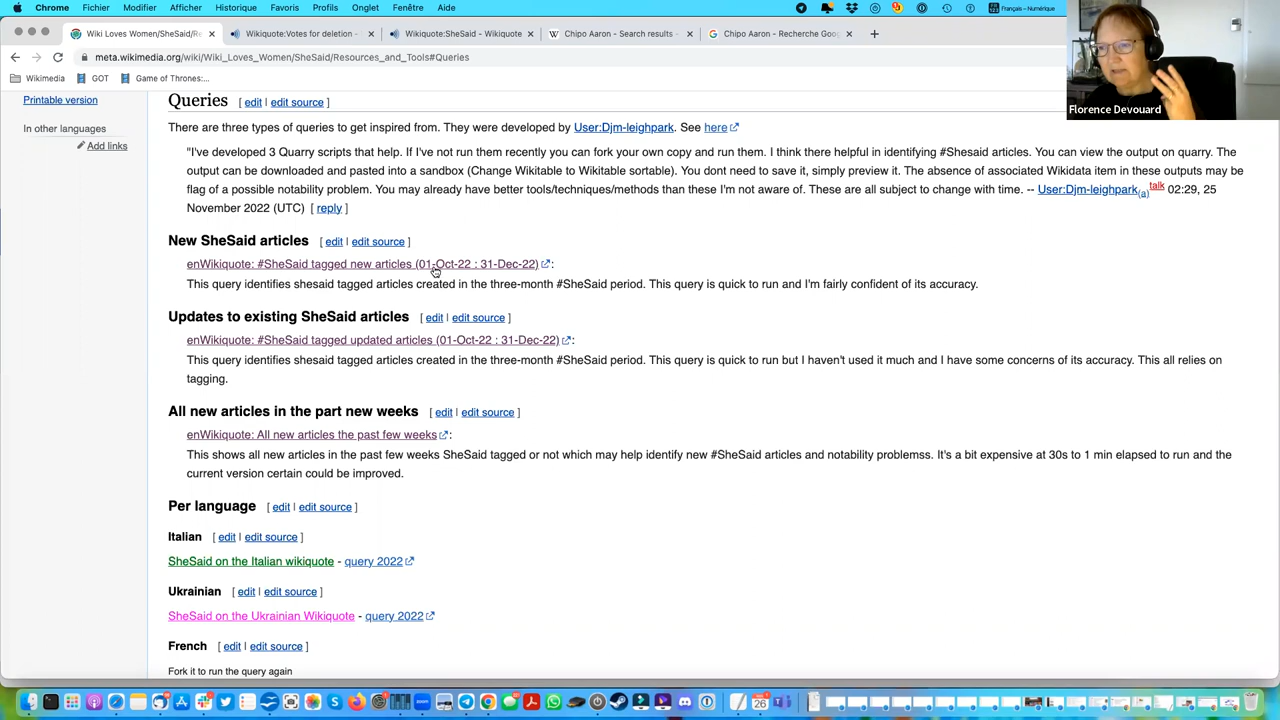 Chrome Fichier Modifier Afficher Historique Favoris Profils Onglet Fenêtre Aide Français – Numérique
Wiki Loves Women/SheSaid/Re Wikiquote:Votes for deletion - Wikiquote:SheSaid - Wikiquote Chipo Aaron - Search results - Chipo Aaron - Recherche Goog
meta.wikimedia.org/wiki/Wiki_Loves_Women/SheSaid/Resources_and_Tools#Queries
Wikimedia GOT Game of Thrones:...
Florence Devouard
Printable version
In other languages
Add links
Queries [ edit | edit source ]
There are three types of queries to get inspired from. They were developed by User:Djm-leighpark. See here
"I've developed 3 Quarry scripts that help. If I've not run them recently you can fork your own copy and run them. I think there helpful in identifying #Shesaid articles. You can view the output on quarry. The
output can be downloaded and pasted into a sandbox (Change Wikitable to Wikitable sortable). You dont need to save it, simply preview it. The absence of associated Wikidata item in these outputs may be
flag of a possible notability problem. You may already have better tools/techniques/methods than these I'm not aware of. These are all subject to change with time. -- User:Djm-leighpark(a)talk 02:29, 25
November 2022 (UTC) [ reply ]
New SheSaid articles [ edit | edit source ]
enWikiquote: #SheSaid tagged new articles (01-Oct-22 : 31-Dec-22) :
This query identifies shesaid tagged articles created in the three-month #SheSaid period. This query is quick to run and I'm fairly confident of its accuracy.
Updates to existing SheSaid articles [ edit | edit source ]
enWikiquote: #SheSaid tagged updated articles (01-Oct-22 : 31-Dec-22) :
This query identifies shesaid tagged articles created in the three-month #SheSaid period. This query is quick to run but I haven't used it much and I have some concerns of its accuracy. This all relies on
tagging.
All new articles in the part new weeks [ edit | edit source ]
enWikiquote: All new articles the past few weeks :
This shows all new articles in the past few weeks SheSaid tagged or not which may help identify new #SheSaid articles and notability problemss. It's a bit expensive at 30s to 1 min elapsed to run and the
current version certain could be improved.
Per language [ edit | edit source ]
Italian [ edit | edit source ]
SheSaid on the Italian wikiquote - query 2022
Ukrainian [ edit | edit source ]
SheSaid on the Ukrainian Wikiquote - query 2022
French [ edit | edit source ]
Fork it to run the query again